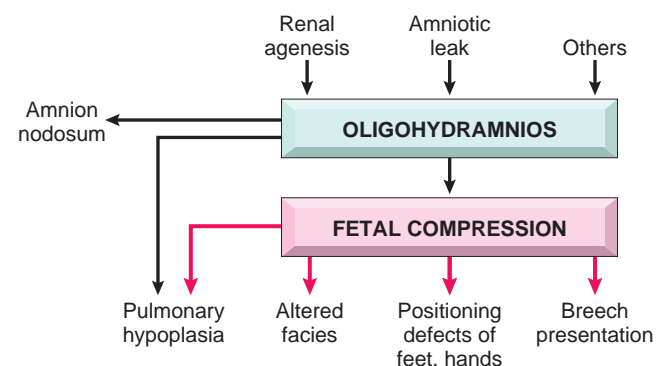 Renal
agenesis
Amniotic
leak
Others
Amnion
nodosum
OLIGOHYDRAMNIOS
FETAL COMPRESSION
Pulmonary
hypoplasia
Altered
facies
Positioning
defects of
feet, hands
Breech
presentation